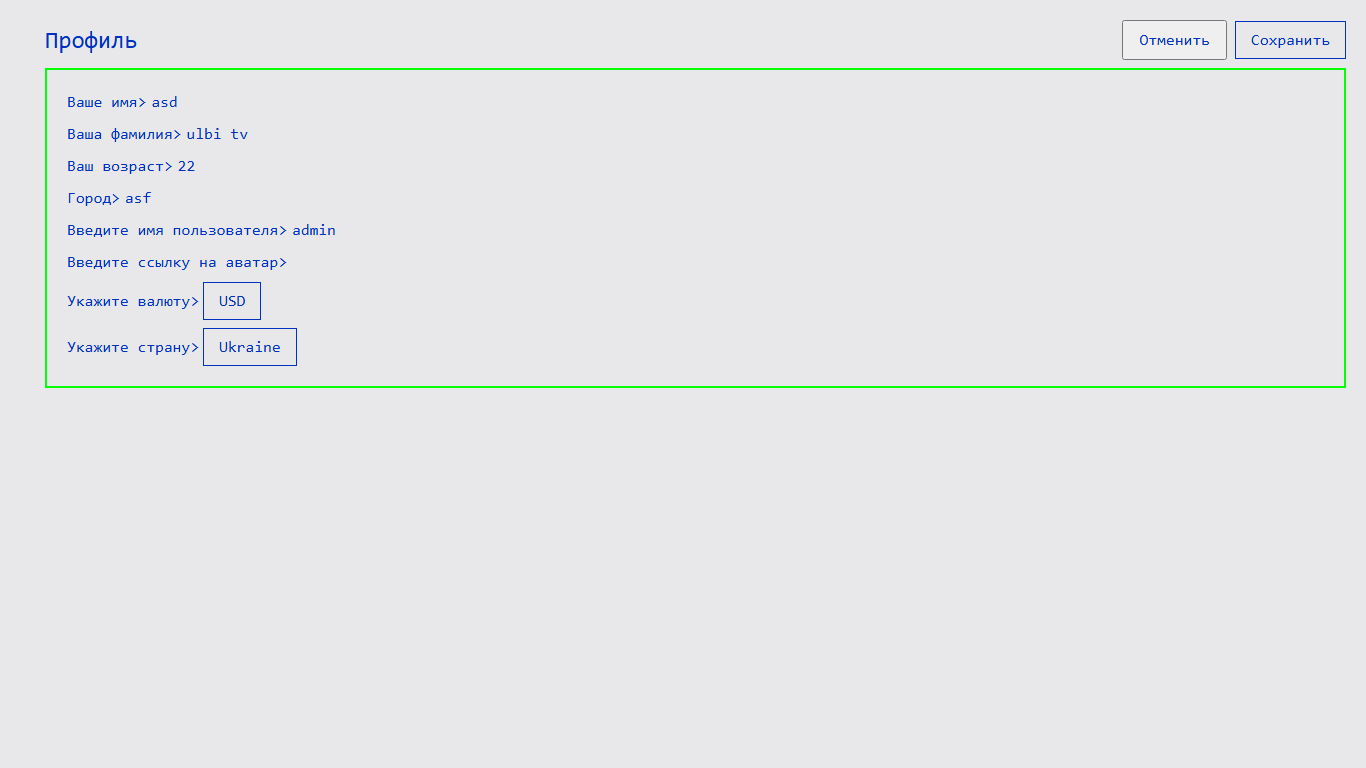 Профиль
Отменить
Сохранить
Ваше имя> asd
Ваша фамилия> ulbi tv
Ваш возраст> 22
Город> asf
Введите имя пользователя> admin
Введите ссылку на аватар>
Укажите валюту> USD
Укажите страну> Ukraine